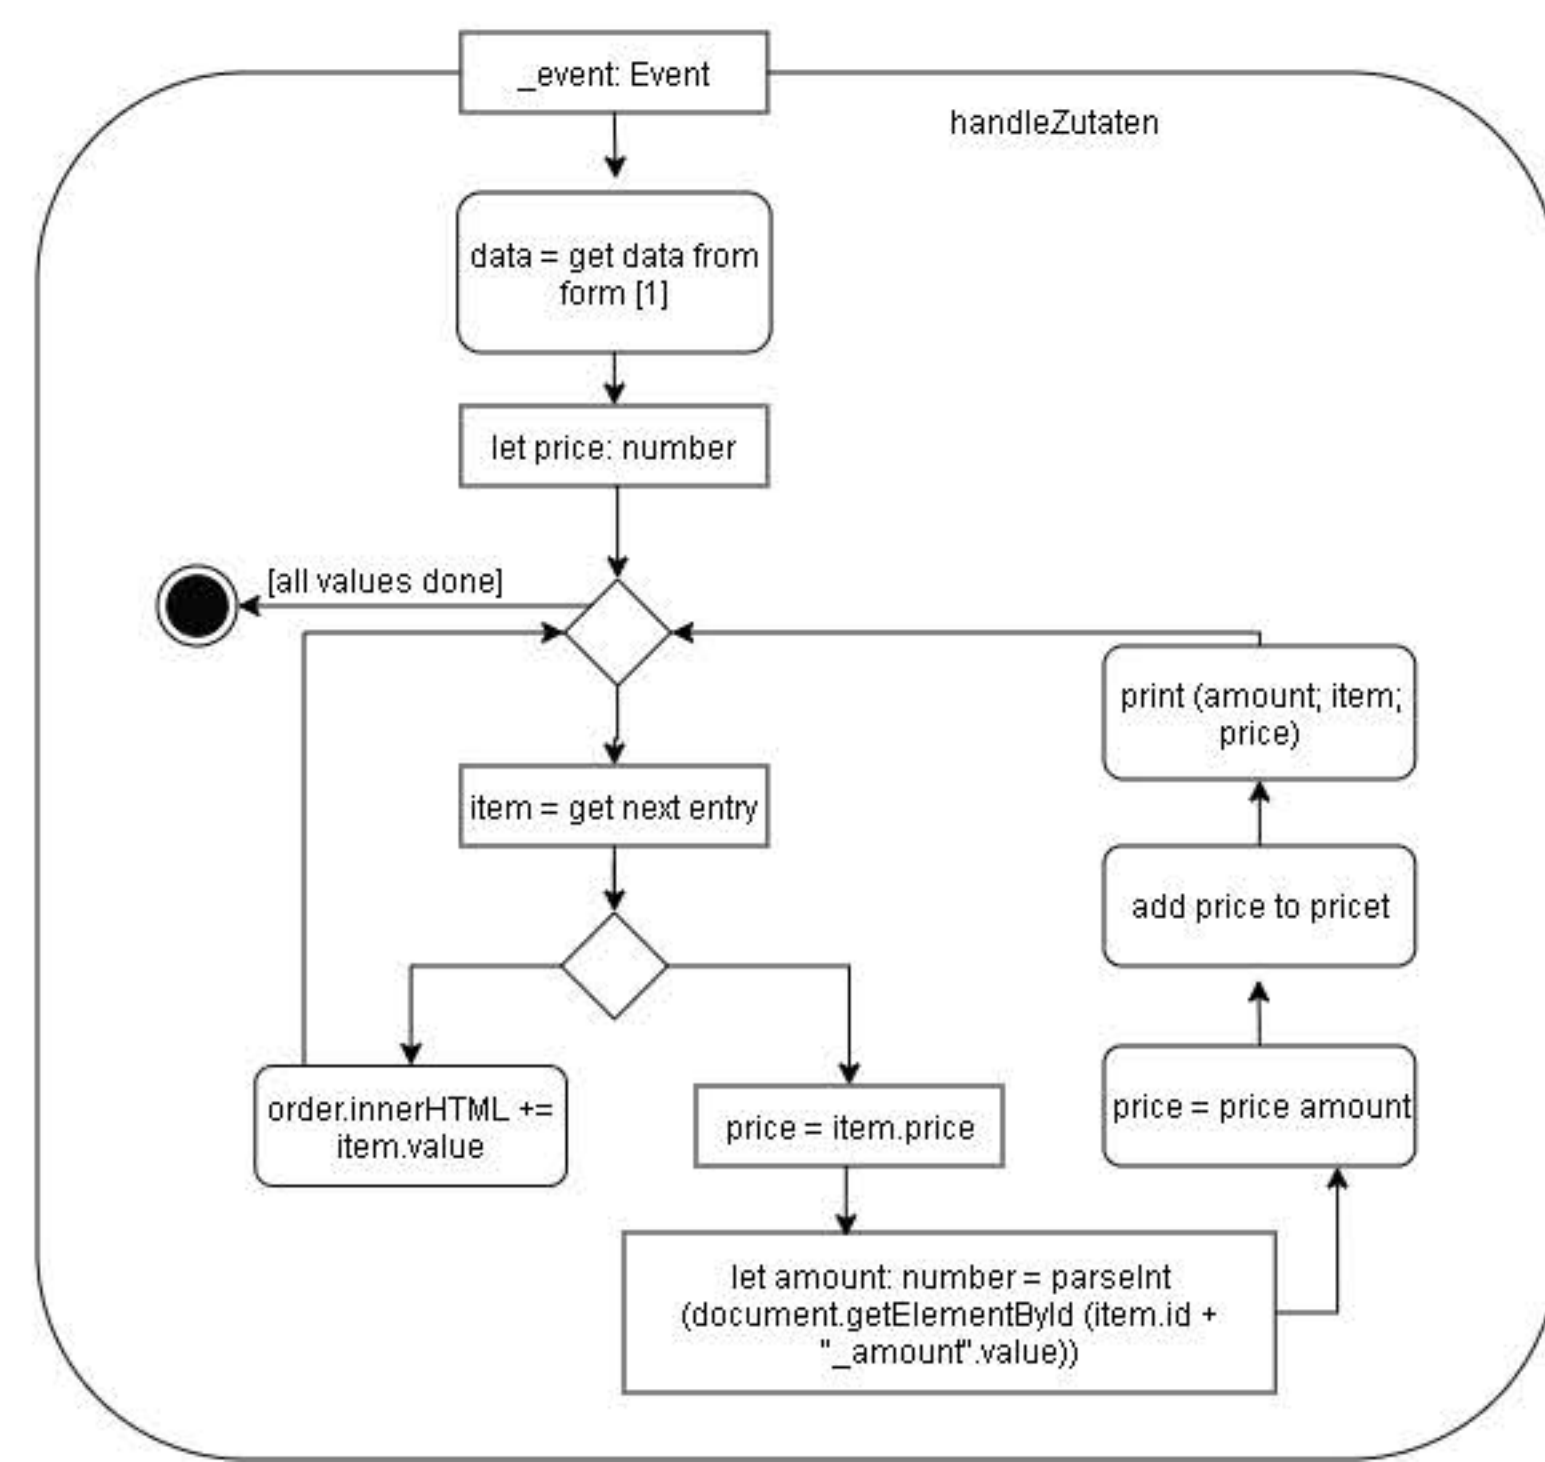 _event: Event
handleZutaten
data = get data from
form [1]
let price: number
[all values done]
item = get next entry
order.innerHTML +=
item.value
price = item.price
let amount: number = parseInt
(document.getElementById (item.id +
"_amount".value))
price = price amount
add price to pricet
print (amount; item;
price)